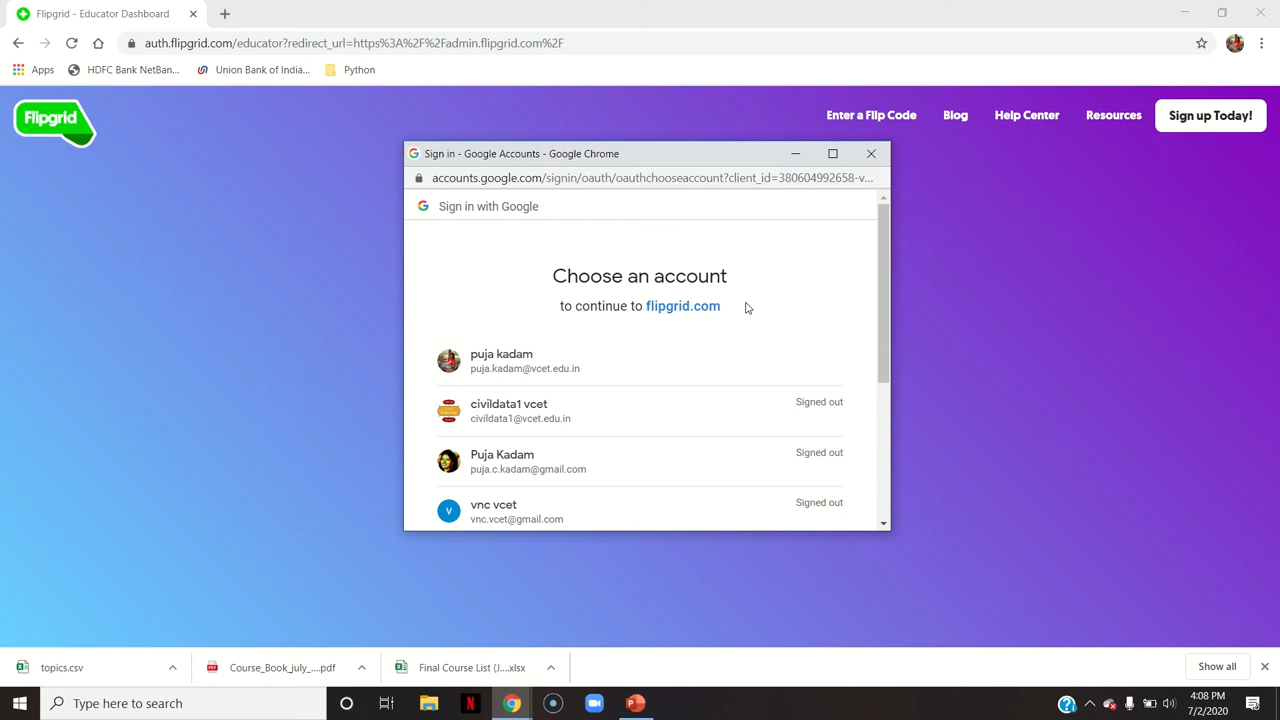 Flipgrid - Educator Dashboard
auth.flipgrid.com/educator?redirect_url=https%3A%2F%2Fadmin.flipgrid.com%2F
Apps
HDFC Bank NetBan...
Union Bank of India...
Python
Flipgrid
Enter a Flip Code
Blog
Help Center
Resources
Sign up Today!
Sign in - Google Accounts - Google Chrome
accounts.google.com/signin/oauth/oauthchooseaccount?client_id=380604992658-v...
Sign in with Google
Choose an account
to continue to flipgrid.com
puja kadam
puja.kadam@vcet.edu.in
civildata1 vcet
Signed out
civildata1@vcet.edu.in
Puja Kadam
Signed out
puja.c.kadam@gmail.com
V
vnc vcet
Signed out
vnc.vcet@gmail.com
topics.csv
Course_Book_july_....pdf
Final Course List (J....xlsx
Show all
Type here to search
4:08 PM
7/2/2020